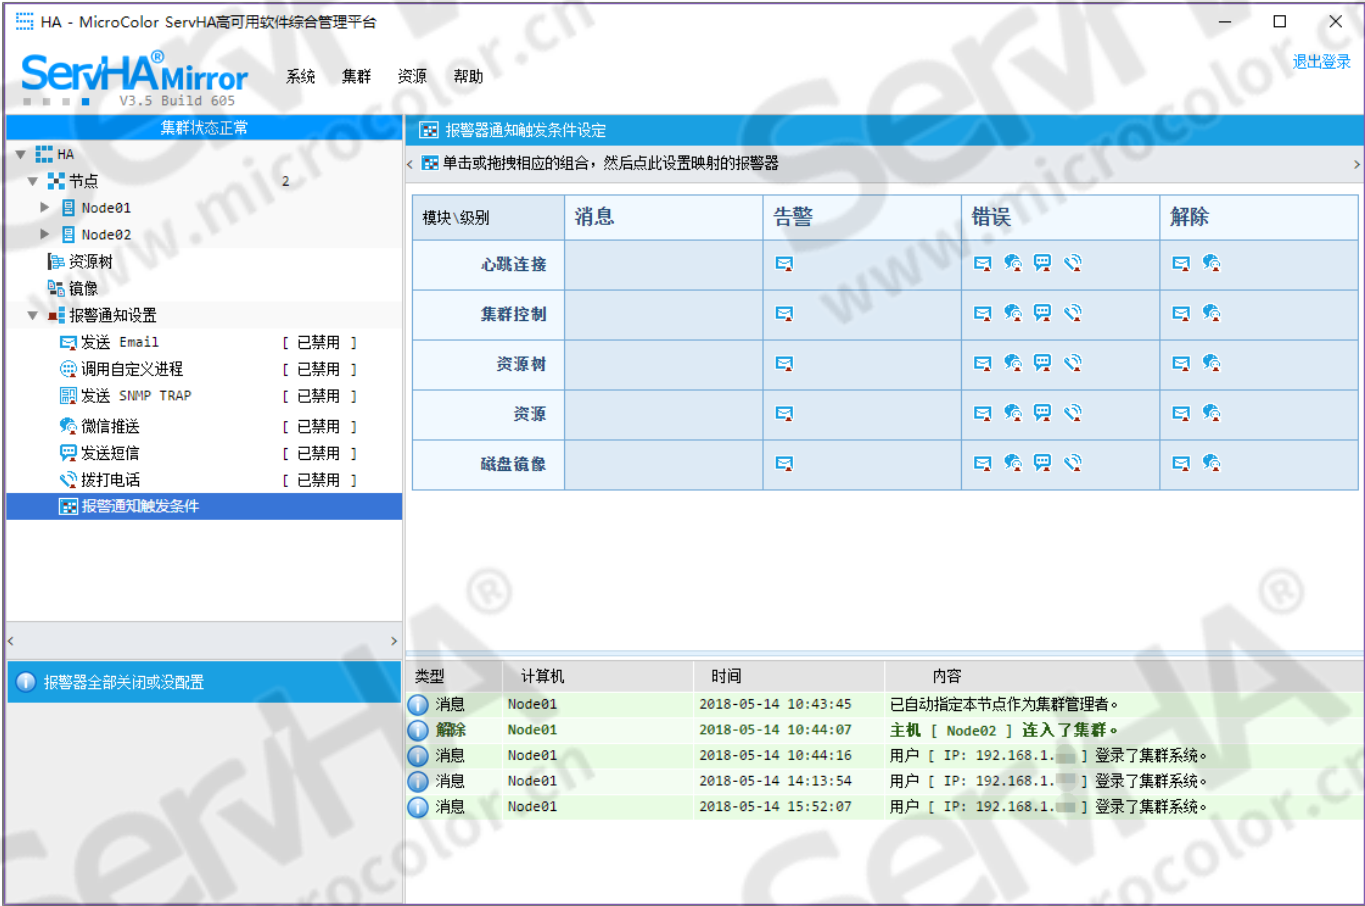 HA - MicroColor ServHA高可用软件综合管理平台
退出登录
ServHA® Mirror
V3.5 Build 605
系统 集群 资源 帮助
集群状态正常
HA
节点 2
Node01
Node02
资源树
镜像
报警通知设置
发送 Email [ 已禁用 ]
调用自定义进程 [ 已禁用 ]
发送 SNMP TRAP [ 已禁用 ]
微信推送 [ 已禁用 ]
发送短信 [ 已禁用 ]
拨打电话 [ 已禁用 ]
报警通知触发条件
报警器全部关闭或没配置
报警器通知触发条件设定
单击或拖拽相应的组合，然后点此设置映射的报警器
模块\级别 消息 告警 错误 解除
心跳连接
集群控制
资源树
资源
磁盘镜像
类型 计算机 时间 内容
消息 Node01 2018-05-14 10:43:45 已自动指定本节点作为集群管理者。
解除 Node01 2018-05-14 10:44:07 主机 [ Node02 ] 连入了集群。
消息 Node01 2018-05-14 10:44:16 用户 [ IP: 192.168.1. ] 登录了集群系统。
消息 Node01 2018-05-14 14:13:54 用户 [ IP: 192.168.1. ] 登录了集群系统。
消息 Node01 2018-05-14 15:52:07 用户 [ IP: 192.168.1. ] 登录了集群系统。
ServHA®
www.microcolor.cn